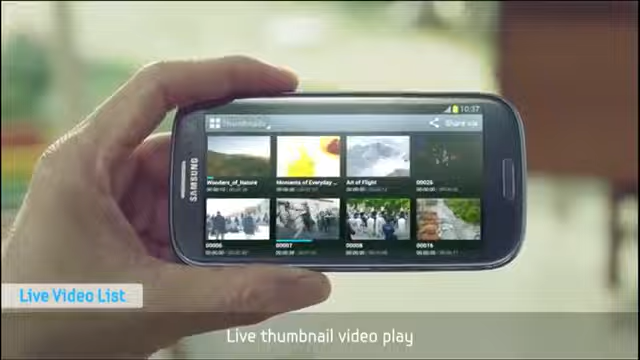 10:37
Thumbnails
Share via
SAMSUNG
Wonders_of_Nature
Moments of Everyday ...
Art of Flight
00026
00006
00007
00008
00016
Live Video List
Live thumbnail video play